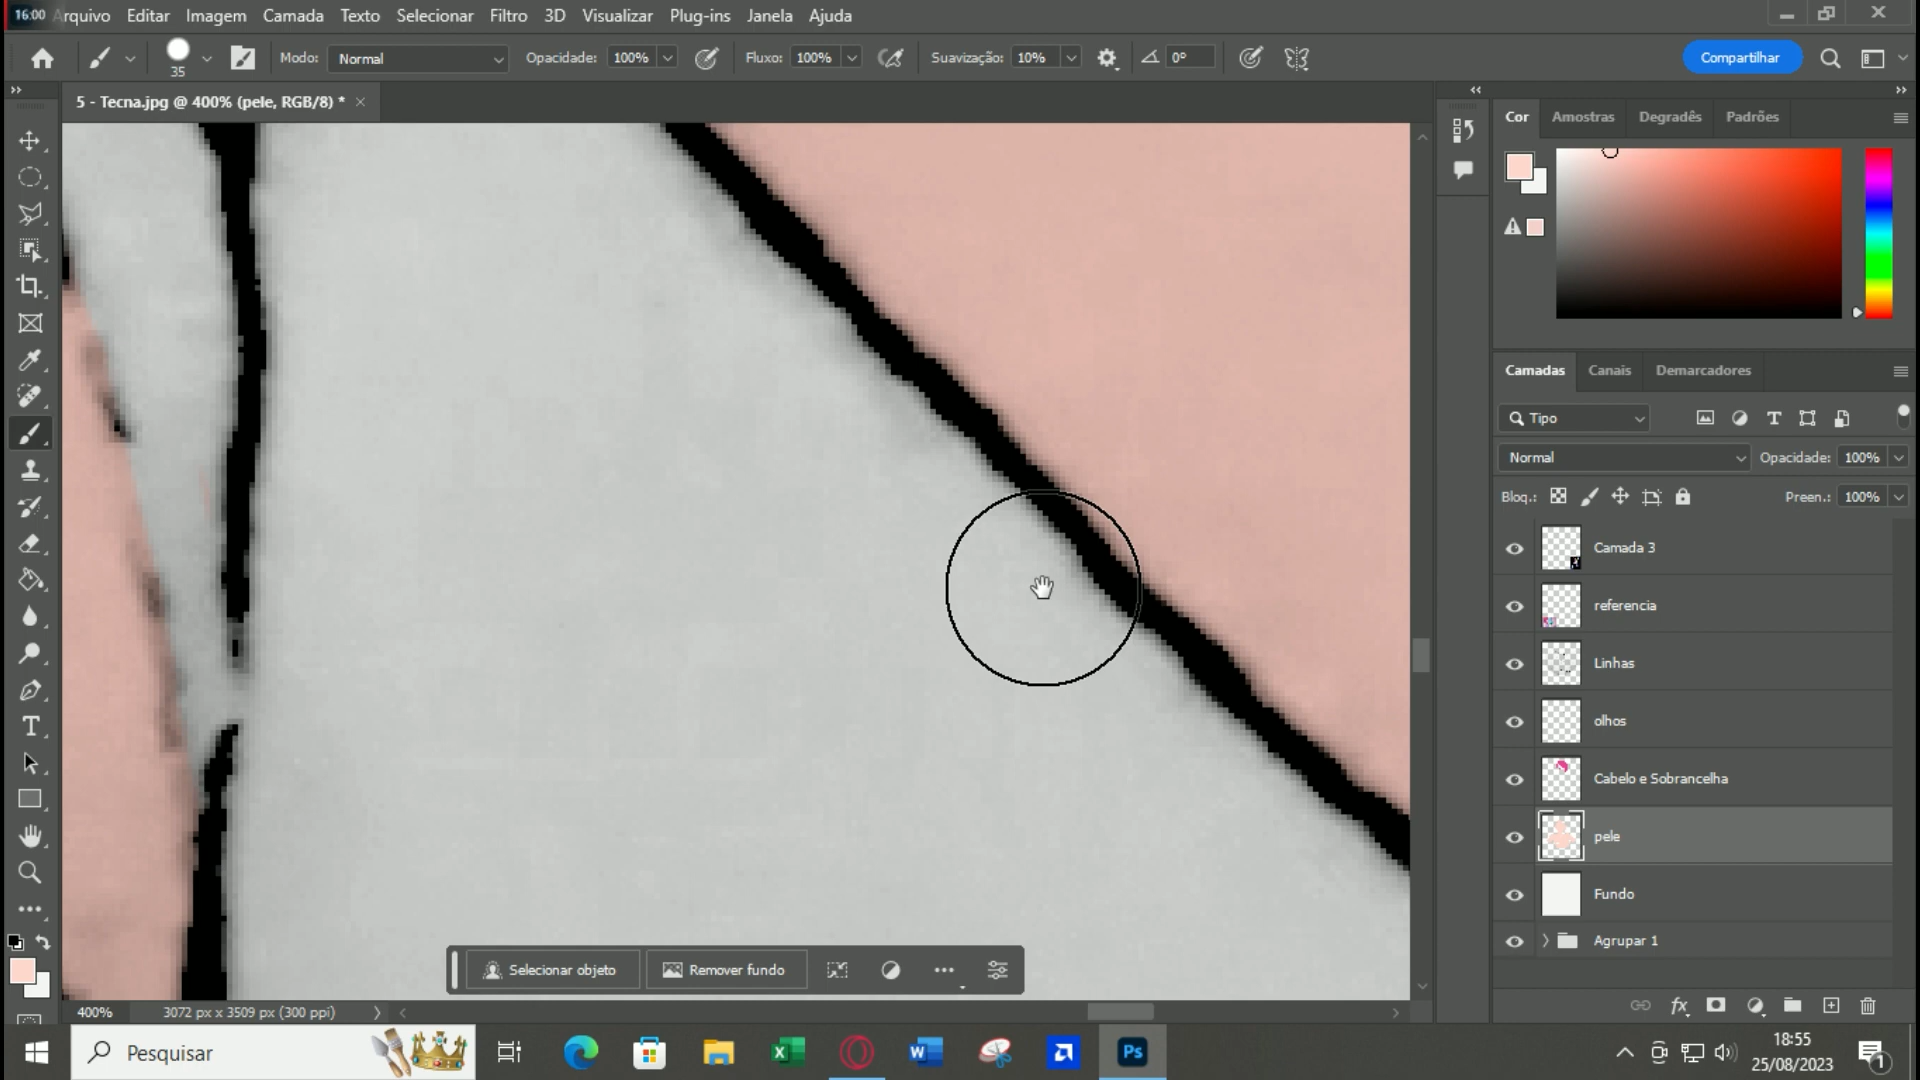 16:00 Arquivo Editar Imagem Camada Texto Selecionar Filtro 3D Visualizar Plug-ins Janela Ajuda
35 Modo: Normal Opacidade: 100% Fluxo: 100% Suavização: 10% 0° Compartilhar
5 - Tecna.jpg @ 400% (pele, RGB/8) *
Cor Amostras Degradês Padrões
Camadas Canais Demarcadores
Tipo
Normal Opacidade: 100%
Bloq.: Preen.: 100%
Camada 3
referencia
Linhas
olhos
Cabelo e Sobrancelha
pele
Fundo
Agrupar 1
Selecionar objeto Remover fundo
400% 3072 px x 3509 px (300 ppi)
Pesquisar
Ps
18:55
25/08/2023
1